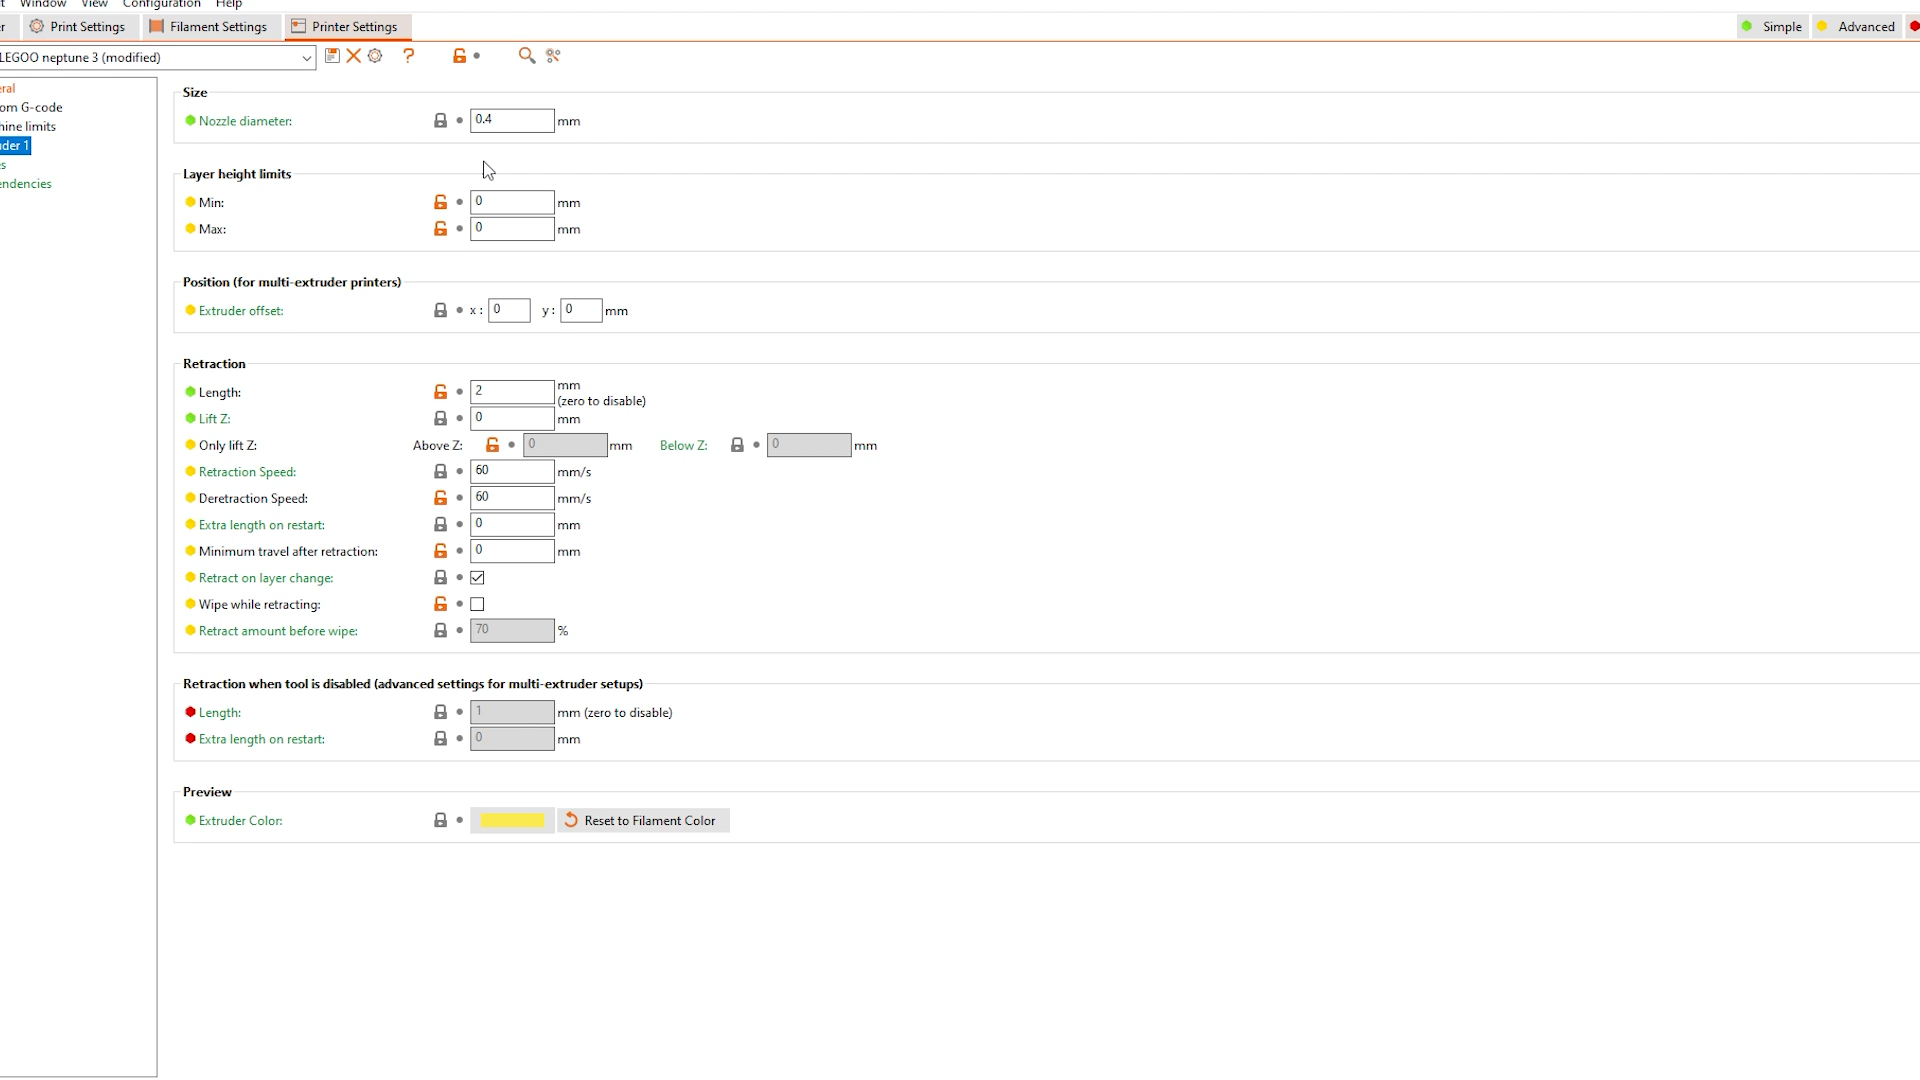 t Window View Configuration Help
er Print Settings Filament Settings Printer Settings Simple Advanced
LEGOO neptune 3 (modified) ?
eral
om G-code
hine limits
der 1
es
endencies
Size
Nozzle diameter: 0.4 mm
Layer height limits
Min: 0 mm
Max: 0 mm
Position (for multi-extruder printers)
Extruder offset: x : 0 y : 0 mm
Retraction
Length: 2 mm
(zero to disable)
Lift Z: 0 mm
Only lift Z: Above Z: 0 mm Below Z: 0 mm
Retraction Speed: 60 mm/s
Deretraction Speed: 60 mm/s
Extra length on restart: 0 mm
Minimum travel after retraction: 0 mm
Retract on layer change:
Wipe while retracting:
Retract amount before wipe: 70 %
Retraction when tool is disabled (advanced settings for multi-extruder setups)
Length: 1 mm (zero to disable)
Extra length on restart: 0 mm
Preview
Extruder Color: Reset to Filament Color